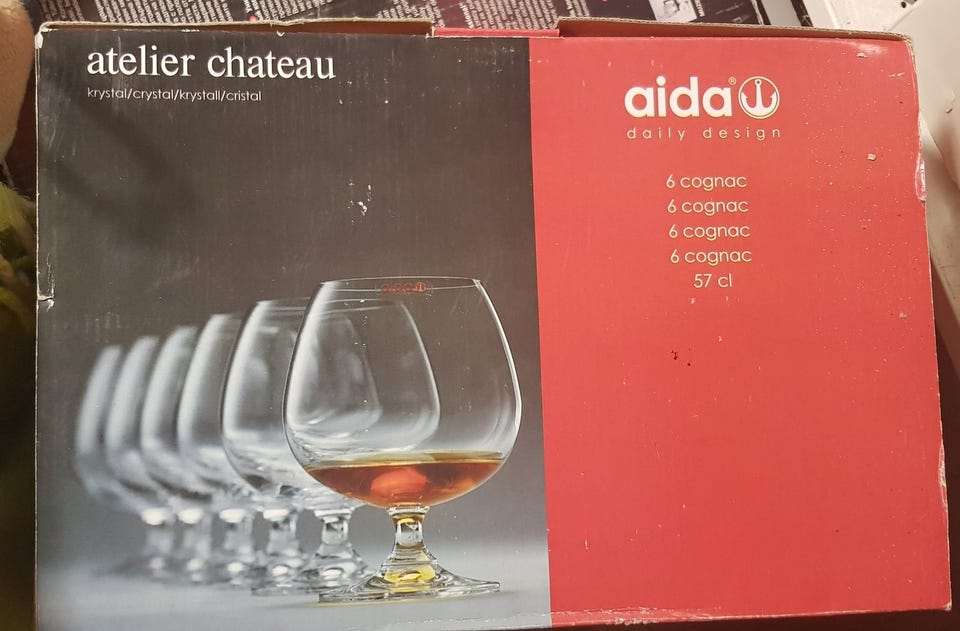 atelier chateau
krystal/crystal/krystall/cristal
aida®
daily design
6 cognac
6 cognac
6 cognac
6 cognac
57 cl
aida